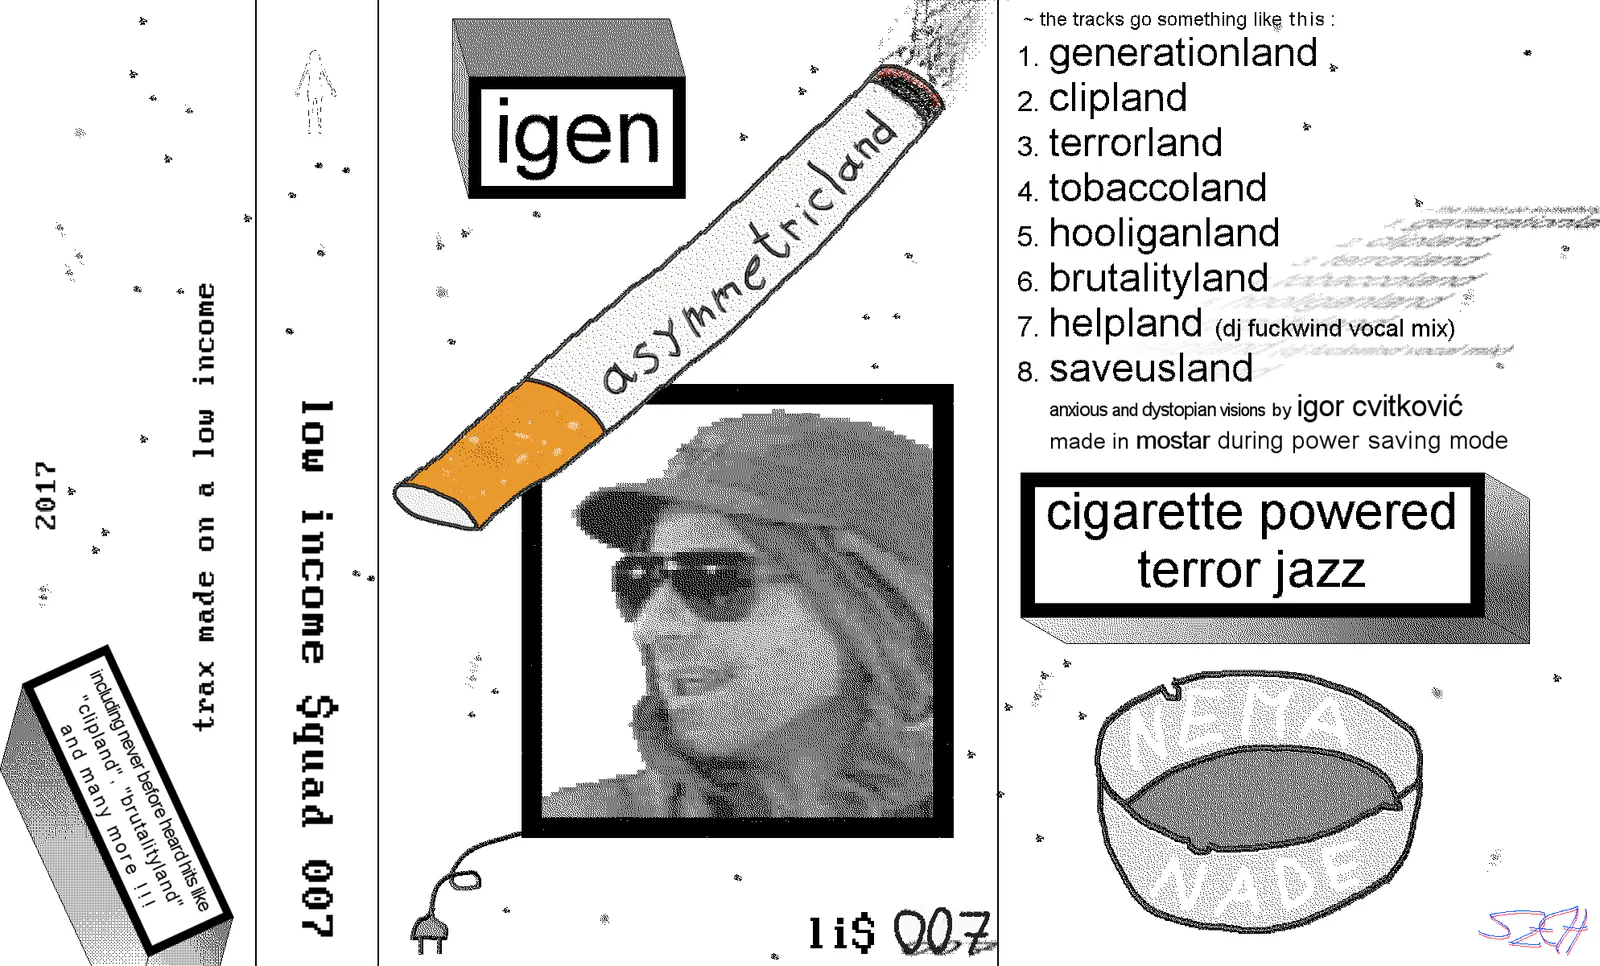 2017
trax made on a low income
including never before heard hits like
"clipland", "brutalityland"
and many more !!!
low income $quad 007
igen
asymmetricland
li$ 007
~ the tracks go something like this :
1. generationland
2. clipland
3. terrorland
4. tobaccoland
5. hooliganland
6. brutalityland
7. helpland (dj fuckwind vocal mix)
8. saveusland
anxious and dystopian visions by igor cvitković
made in mostar during power saving mode
cigarette powered
terror jazz
NEMA
NADE